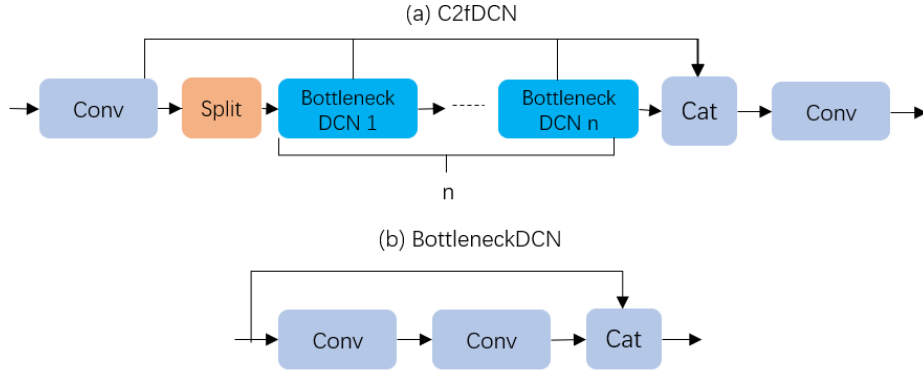 (a) C2fDCN
Conv
Split
Bottleneck
DCN 1
Bottleneck
DCN n
Cat
Conv
n
(b) BottleneckDCN
Conv
Conv
Cat